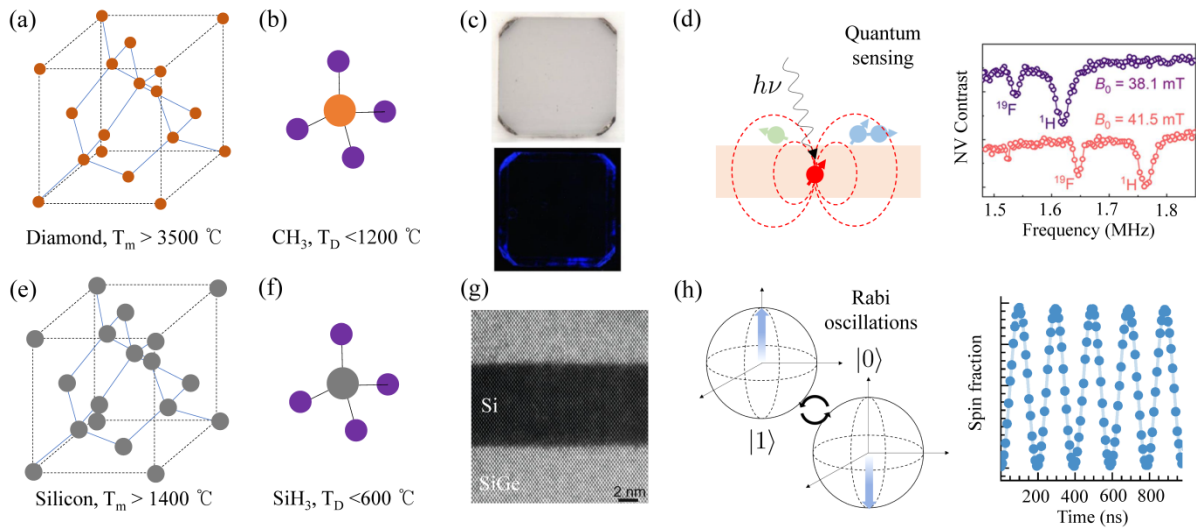 (a)
Diamond, Tm > 3500 ℃
(b)
CH3, TD <1200 ℃
(c)
(d)
Quantum
sensing
hν
NV Contrast
19F
1H
B0 = 38.1 mT
B0 = 41.5 mT
19F
1H
1.5 1.6 1.7 1.8
Frequency (MHz)
(e)
Silicon, Tm > 1400 ℃
(f)
SiH3, TD <600 ℃
(g)
Si
SiGe
2 nm
(h)
Rabi
oscillations
|0⟩
|1⟩
Spin fraction
200 400 600 800
Time (ns)